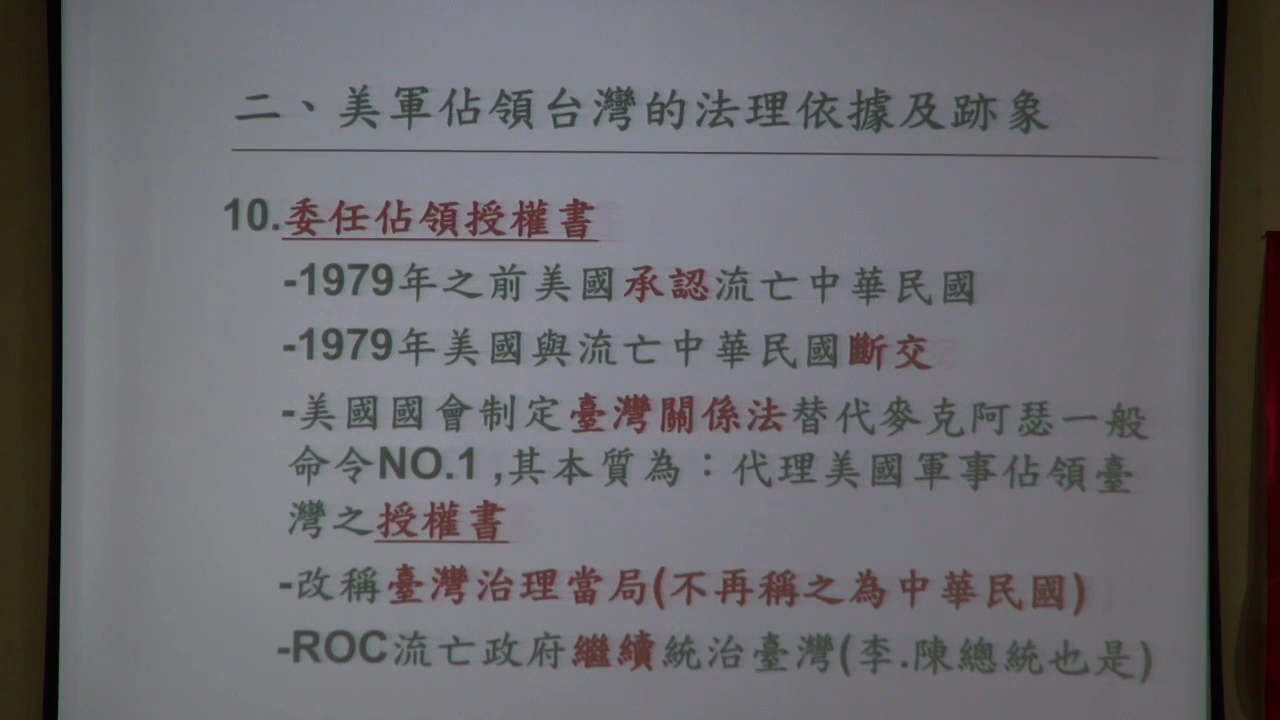 二、美軍佔領台灣的法理依據及跡象
10.委任佔領授權書
-1979年之前美國承認流亡中華民國
-1979年美國與流亡中華民國斷交
-美國國會制定臺灣關係法替代麥克阿瑟一般
命令NO.1 ,其本質為：代理美國軍事佔領臺
灣之授權書
-改稱臺灣治理當局(不再稱之為中華民國)
-ROC流亡政府繼續統治臺灣(李.陳總統也是)